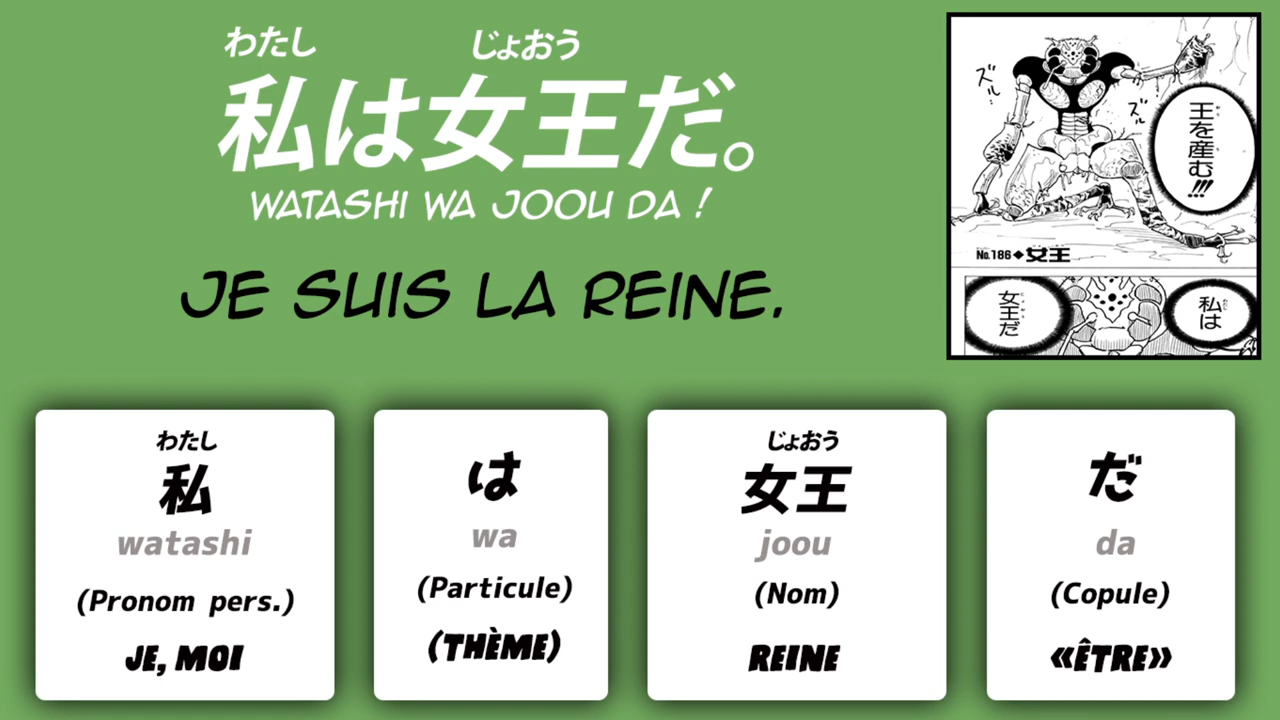 わたし じょおう
私は女王だ。
WATASHI WA JOOU DA !
JE SUIS LA REINE.
ズル…
ズル
王を産む!!!
No.186◆女王
私は
女王だ
わたし
私
watashi
(Pronom pers.)
JE, MOI
は
wa
(Particule)
(THÈME)
じょおう
女王
joou
(Nom)
REINE
だ
da
(Copule)
«ÊTRE»